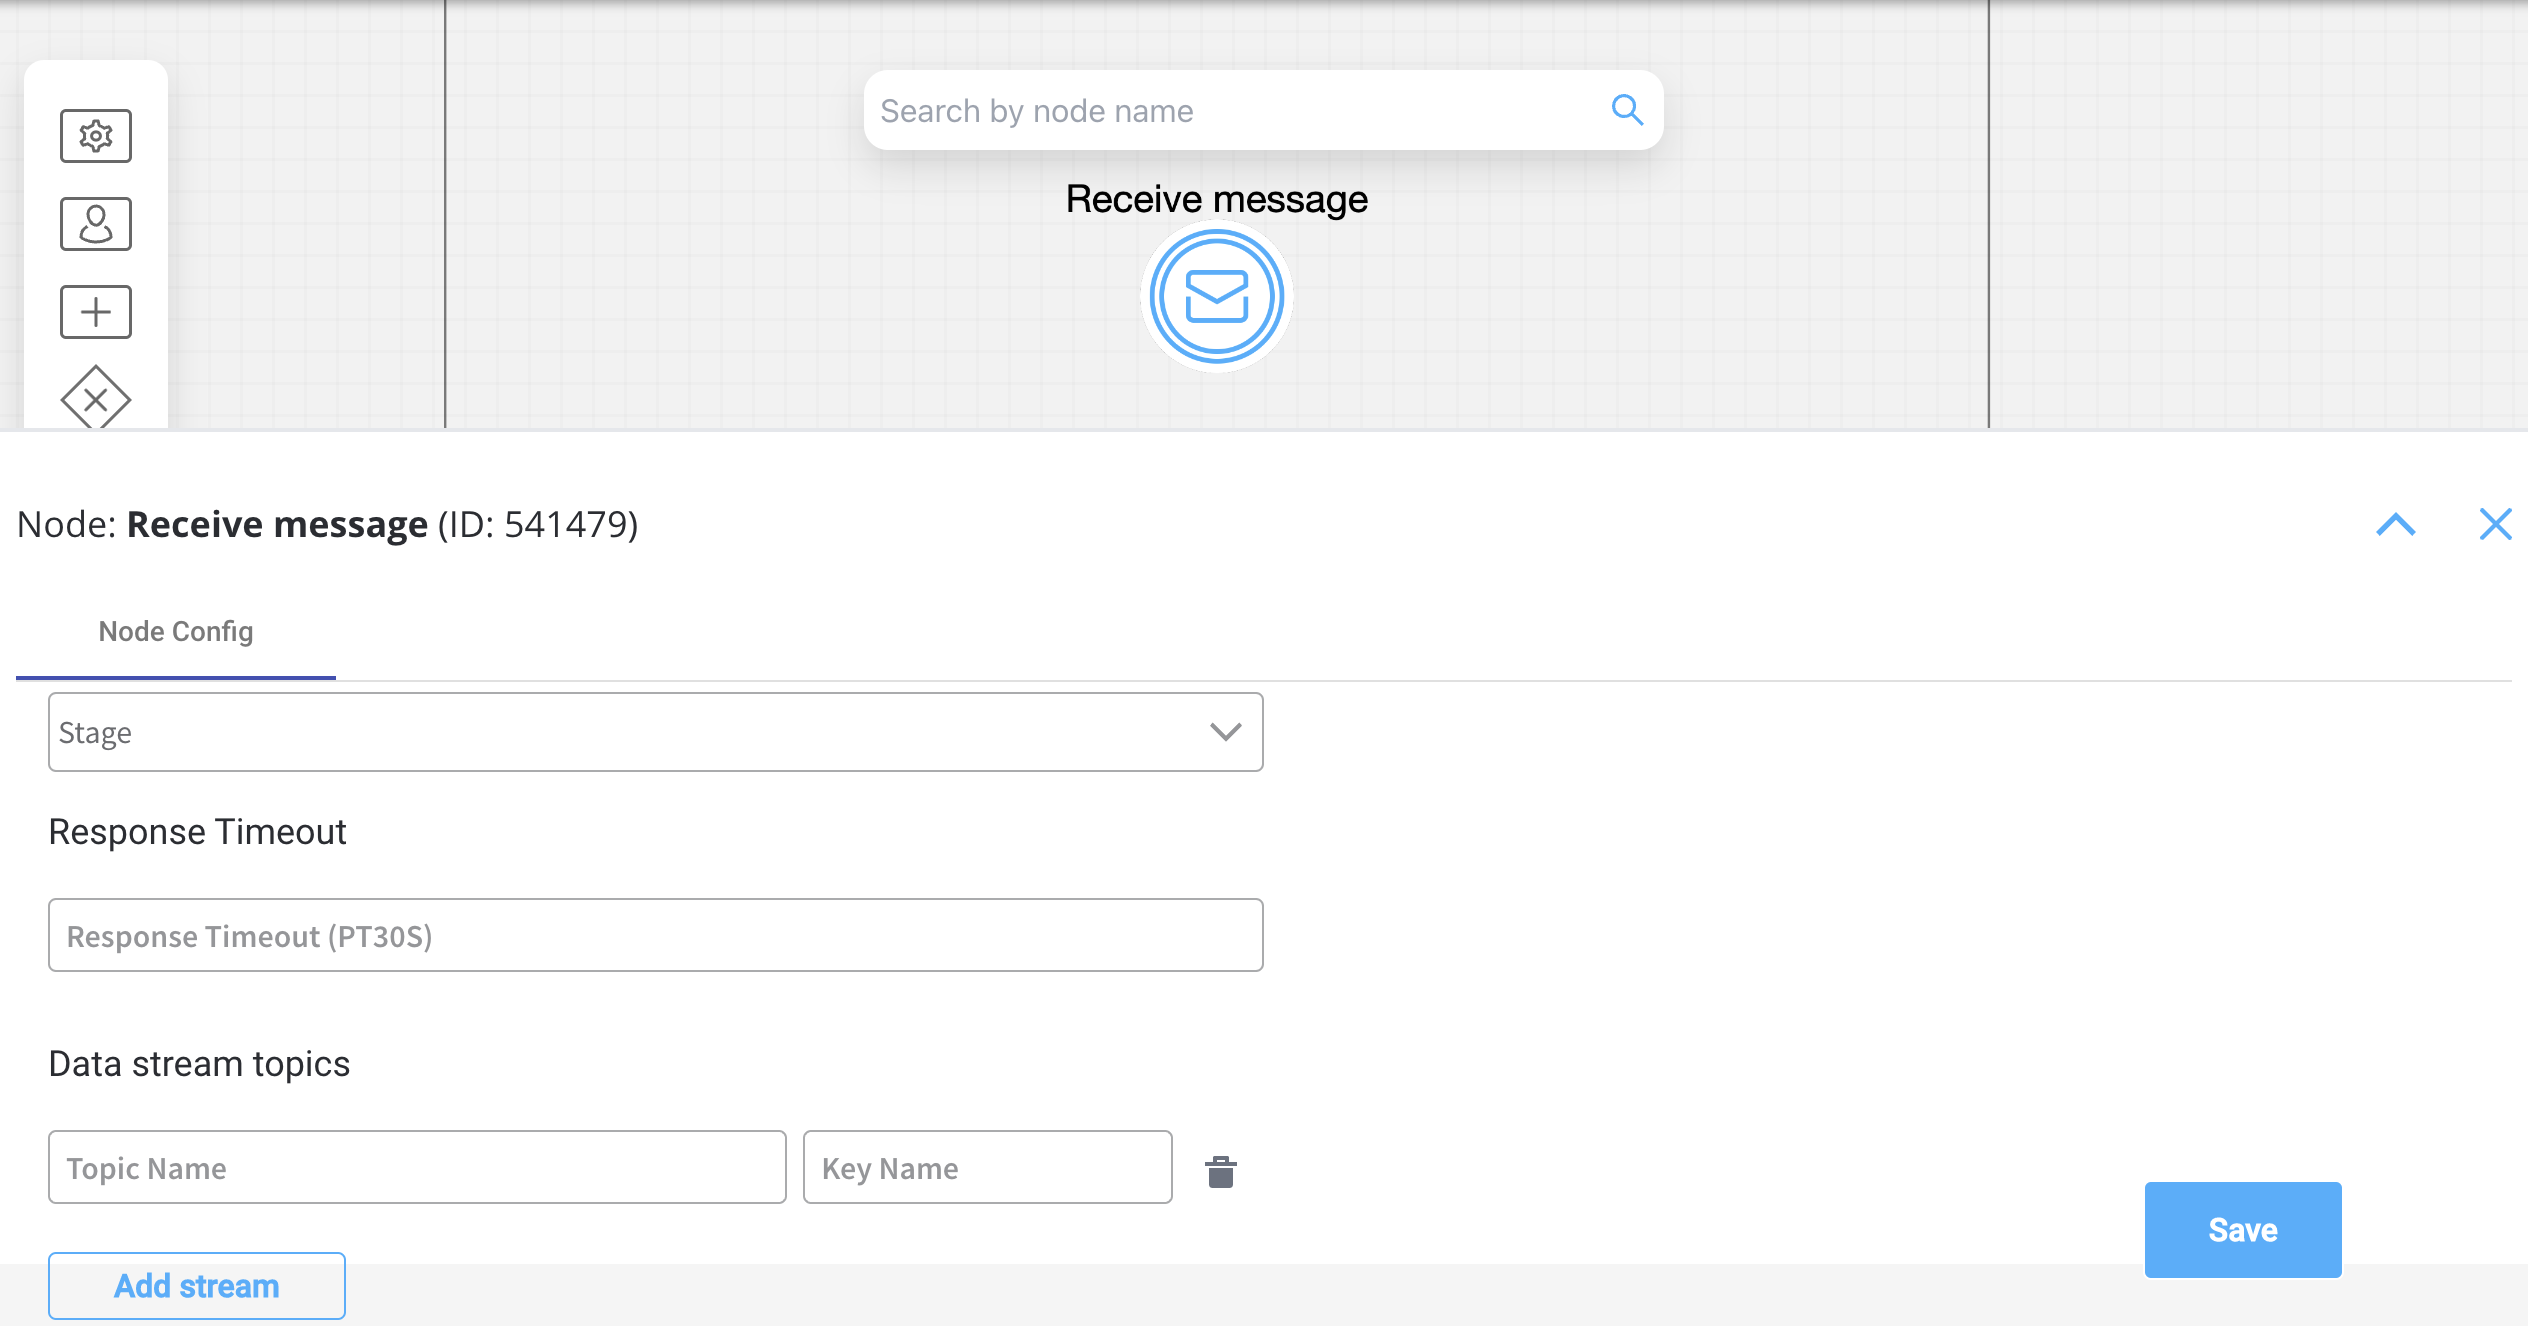 Search by node name
Receive message
Node: Receive message (ID: 541479)
Node Config
Stage
Response Timeout
Response Timeout (PT30S)
Data stream topics
Topic Name
Key Name
Save
Add stream